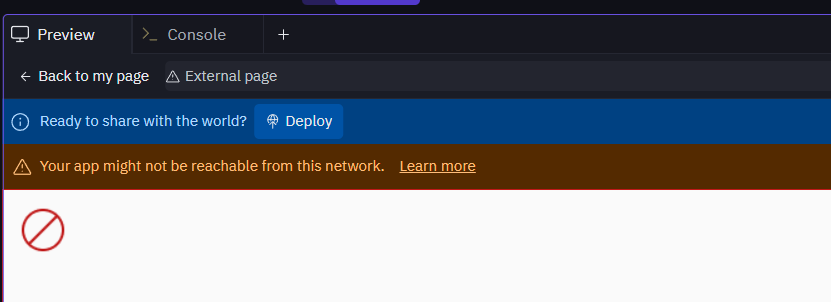 Preview >_ Console +
← Back to my page External page
Ready to share with the world? Deploy
Your app might not be reachable from this network. Learn more